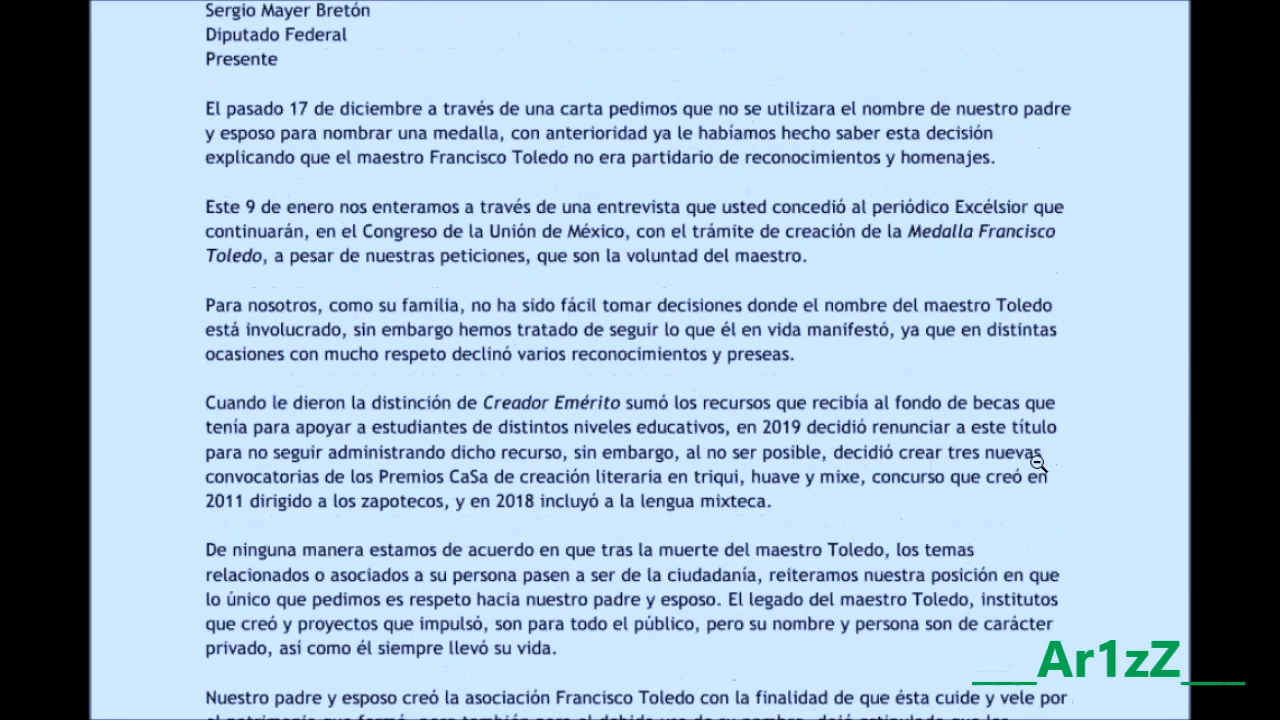 Sergio Mayer Bretón
Diputado Federal
Presente
El pasado 17 de diciembre a través de una carta pedimos que no se utilizara el nombre de nuestro padre
y esposo para nombrar una medalla, con anterioridad ya le habíamos hecho saber esta decisión
explicando que el maestro Francisco Toledo no era partidario de reconocimientos y homenajes.
Este 9 de enero nos enteramos a través de una entrevista que usted concedió al periódico Excélsior que
continuarán, en el Congreso de la Unión de México, con el trámite de creación de la Medalla Francisco
Toledo, a pesar de nuestras peticiones, que son la voluntad del maestro.
Para nosotros, como su familia, no ha sido fácil tomar decisiones donde el nombre del maestro Toledo
está involucrado, sin embargo hemos tratado de seguir lo que él en vida manifestó, ya que en distintas
ocasiones con mucho respeto declinó varios reconocimientos y preseas.
Cuando le dieron la distinción de Creador Emérito sumó los recursos que recibía al fondo de becas que
tenía para apoyar a estudiantes de distintos niveles educativos, en 2019 decidió renunciar a este título
para no seguir administrando dicho recurso, sin embargo, al no ser posible, decidió crear tres nuevas
convocatorias de los Premios CaSa de creación literaria en triqui, huave y mixe, concurso que creó en
2011 dirigido a los zapotecos, y en 2018 incluyó a la lengua mixteca.
De ninguna manera estamos de acuerdo en que tras la muerte del maestro Toledo, los temas
relacionados o asociados a su persona pasen a ser de la ciudadanía, reiteramos nuestra posición en que
lo único que pedimos es respeto hacia nuestro padre y esposo. El legado del maestro Toledo, institutos
que creó y proyectos que impulsó, son para todo el público, pero su nombre y persona son de carácter
privado, así como él siempre llevó su vida.
Nuestro padre y esposo creó la asociación Francisco Toledo con la finalidad de que ésta cuide y vele por
___Ar1zZ___